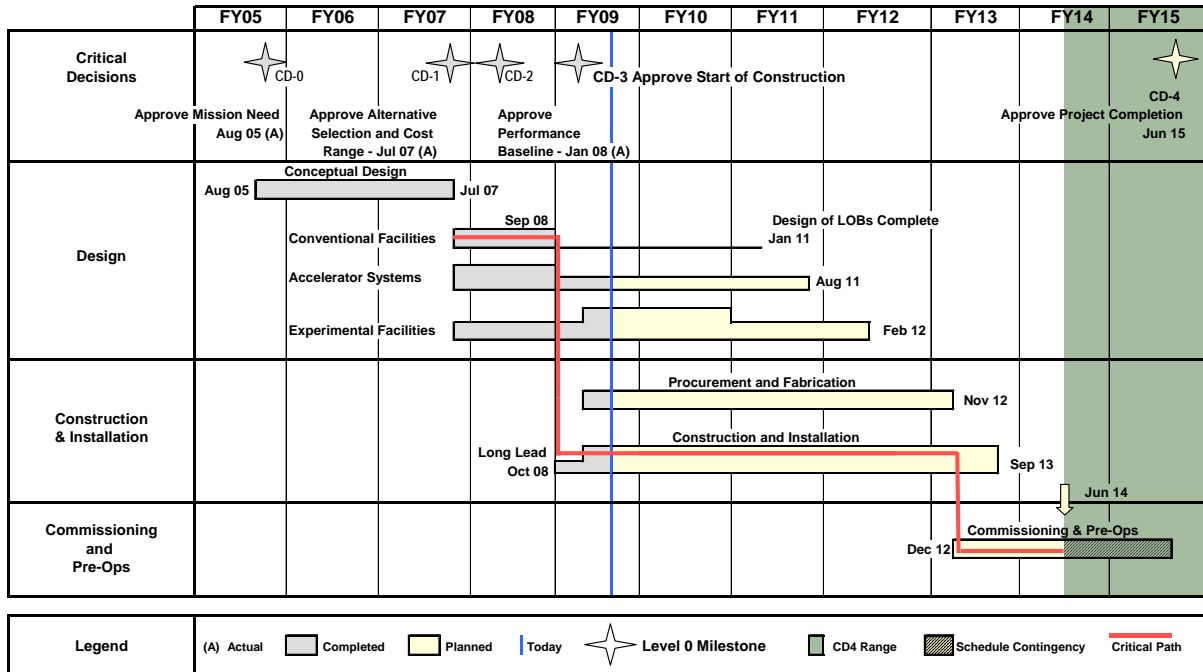 FY05 FY06 FY07 FY08 FY09 FY10 FY11 FY12 FY13 FY14 FY15
Critical
Decisions
CD-0
CD-1
CD-2
CD-3 Approve Start of Construction
CD-4
Approve Project Completion
Jun 15
Approve Mission Need
Aug 05 (A)
Approve Alternative
Selection and Cost
Range - Jul 07 (A)
Approve
Performance
Baseline - Jan 08 (A)
Design
Conceptual Design
Aug 05
Jul 07
Sep 08
Conventional Facilities
Design of LOBs Complete
Jan 11
Accelerator Systems
Aug 11
Experimental Facilities
Feb 12
Construction
& Installation
Procurement and Fabrication
Nov 12
Long Lead
Oct 08
Construction and Installation
Sep 13
Jun 14
Commissioning
and
Pre-Ops
Commissioning & Pre-Ops
Dec 12
Legend
(A) Actual
Completed
Planned
Today
Level 0 Milestone
CD4 Range
Schedule Contingency
Critical Path